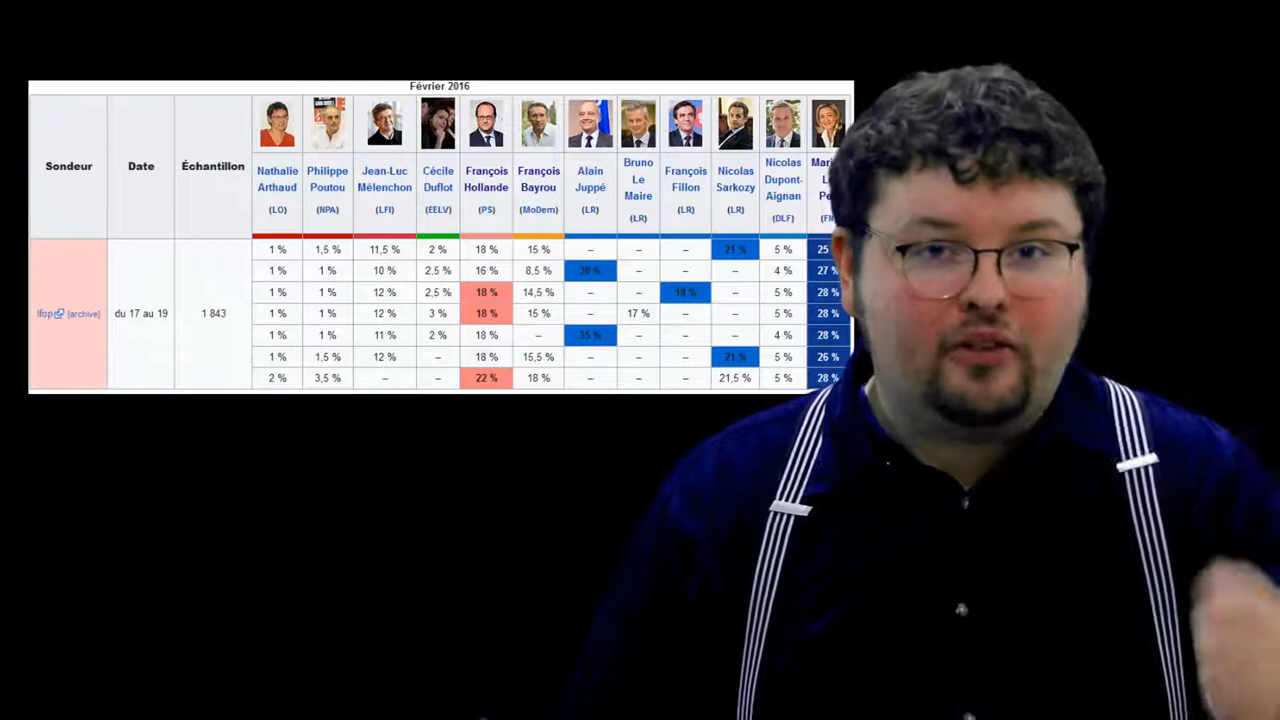 Février 2016
Sondeur Date Échantillon
Nathalie Arthaud (LO)
Philippe Poutou (NPA)
Jean-Luc Mélenchon (LFI)
Cécile Duflot (EELV)
François Hollande (PS)
François Bayrou (MoDem)
Alain Juppé (LR)
Bruno Le Maire (LR)
François Fillon (LR)
Nicolas Sarkozy (LR)
Nicolas Dupont-Aignan (DLF)
Ifop [archive] du 17 au 19 1 843
1 % 1,5 % 11,5 % 2 % 18 % 15 % – – – 21 % 5 % 25
1 % 1 % 10 % 2,5 % 16 % 8,5 % 30 % – – – 4 % 27 %
1 % 1 % 12 % 2,5 % 18 % 14,5 % – – 18 % – 5 % 28 %
1 % 1 % 12 % 3 % 18 % 15 % – 17 % – – 5 % 28 %
1 % 1 % 11 % 2 % 18 % – 35 % – – – 4 % 28 %
1 % 1,5 % 12 % – 18 % 15,5 % – – – 21 % 5 % 26 %
2 % 3,5 % – – 22 % 18 % – – – 21,5 % 5 % 28 %